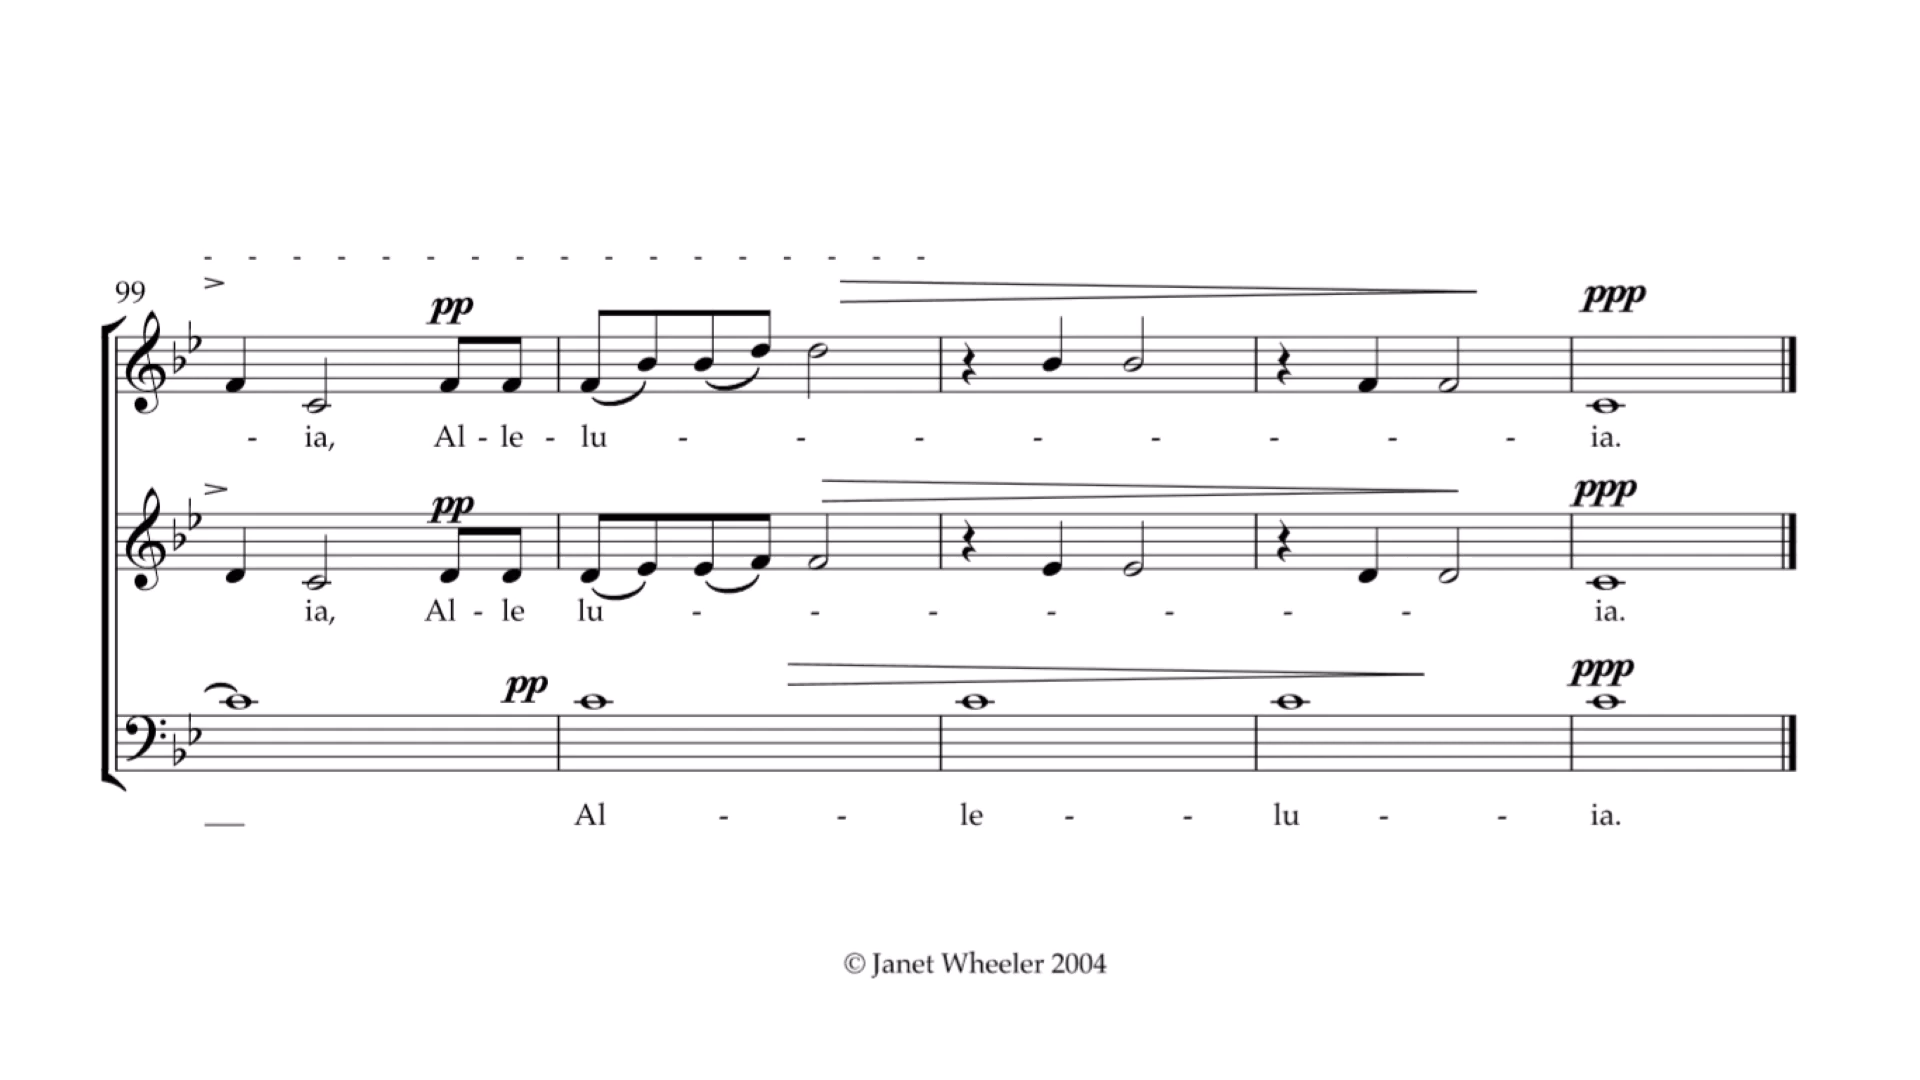 99
pp
ppp
- ia, Al - le - lu - - - - - - - - ia.
pp
ppp
ia, Al - le lu - - - - - - - ia.
pp
ppp
Al - - le - - lu - - ia.
© Janet Wheeler 2004